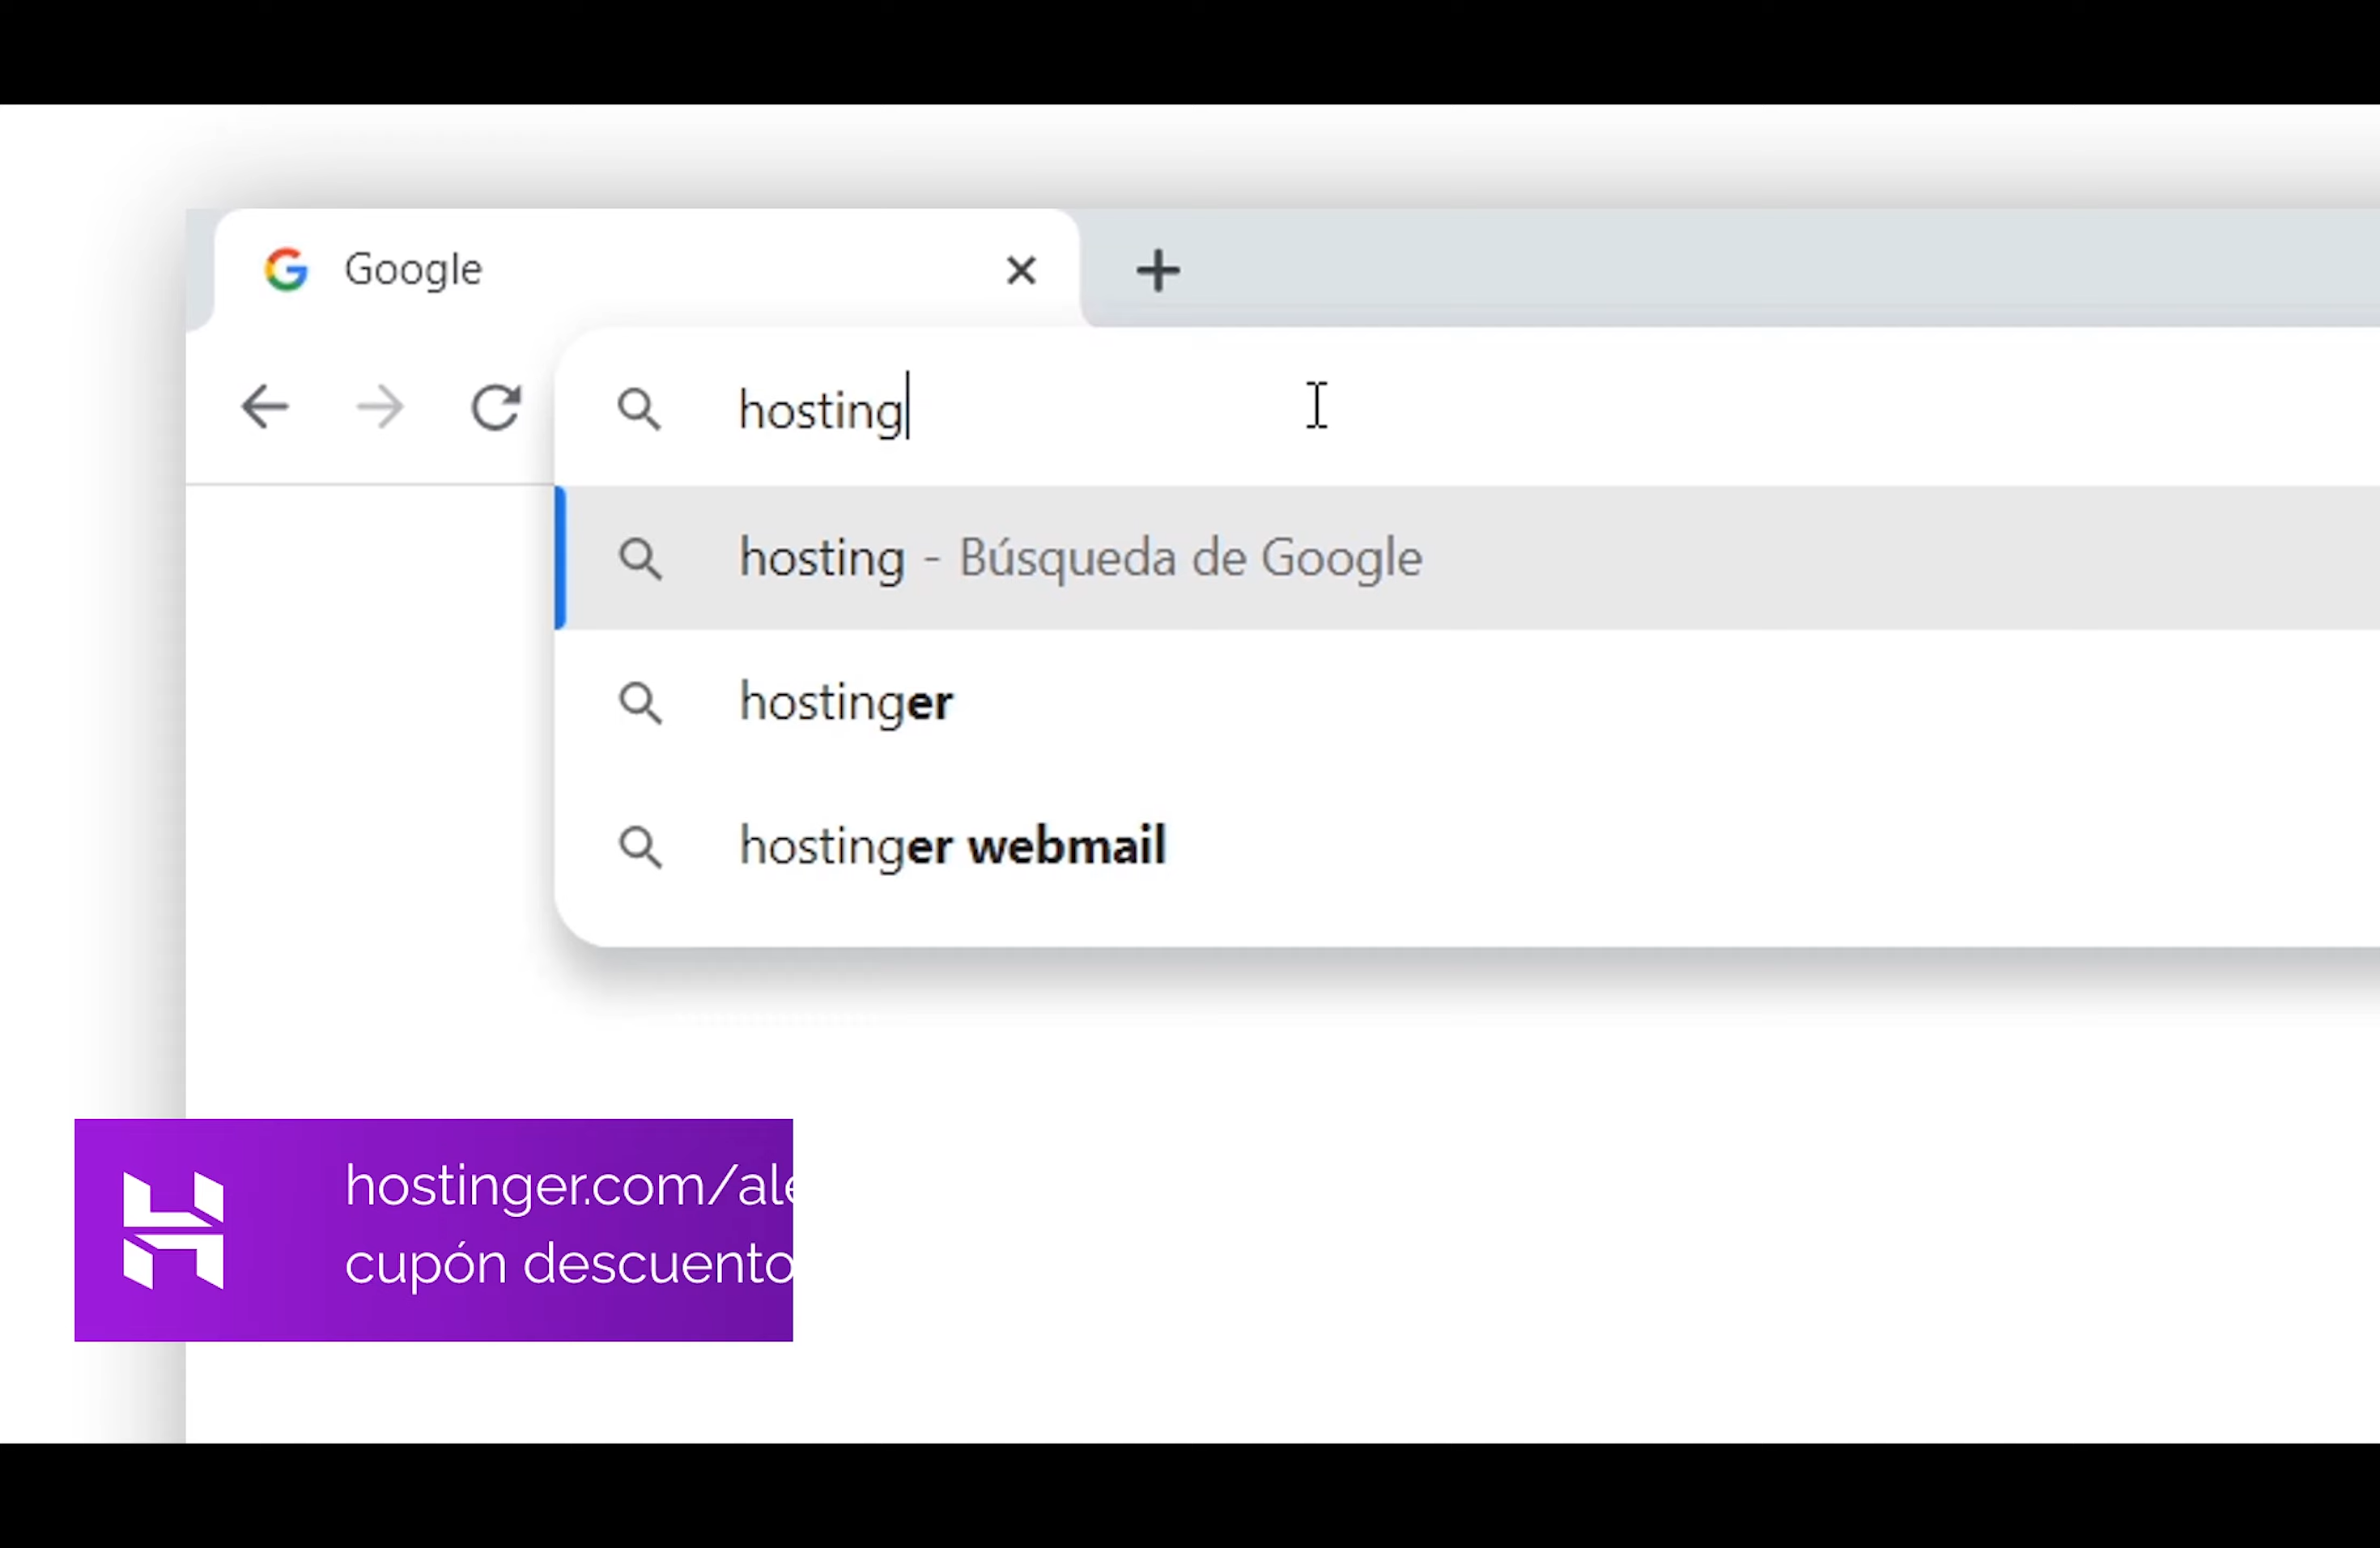 Google
hosting
hosting - Búsqueda de Google
hostinger
hostinger webmail
hostinger.com/al
cupón descuento